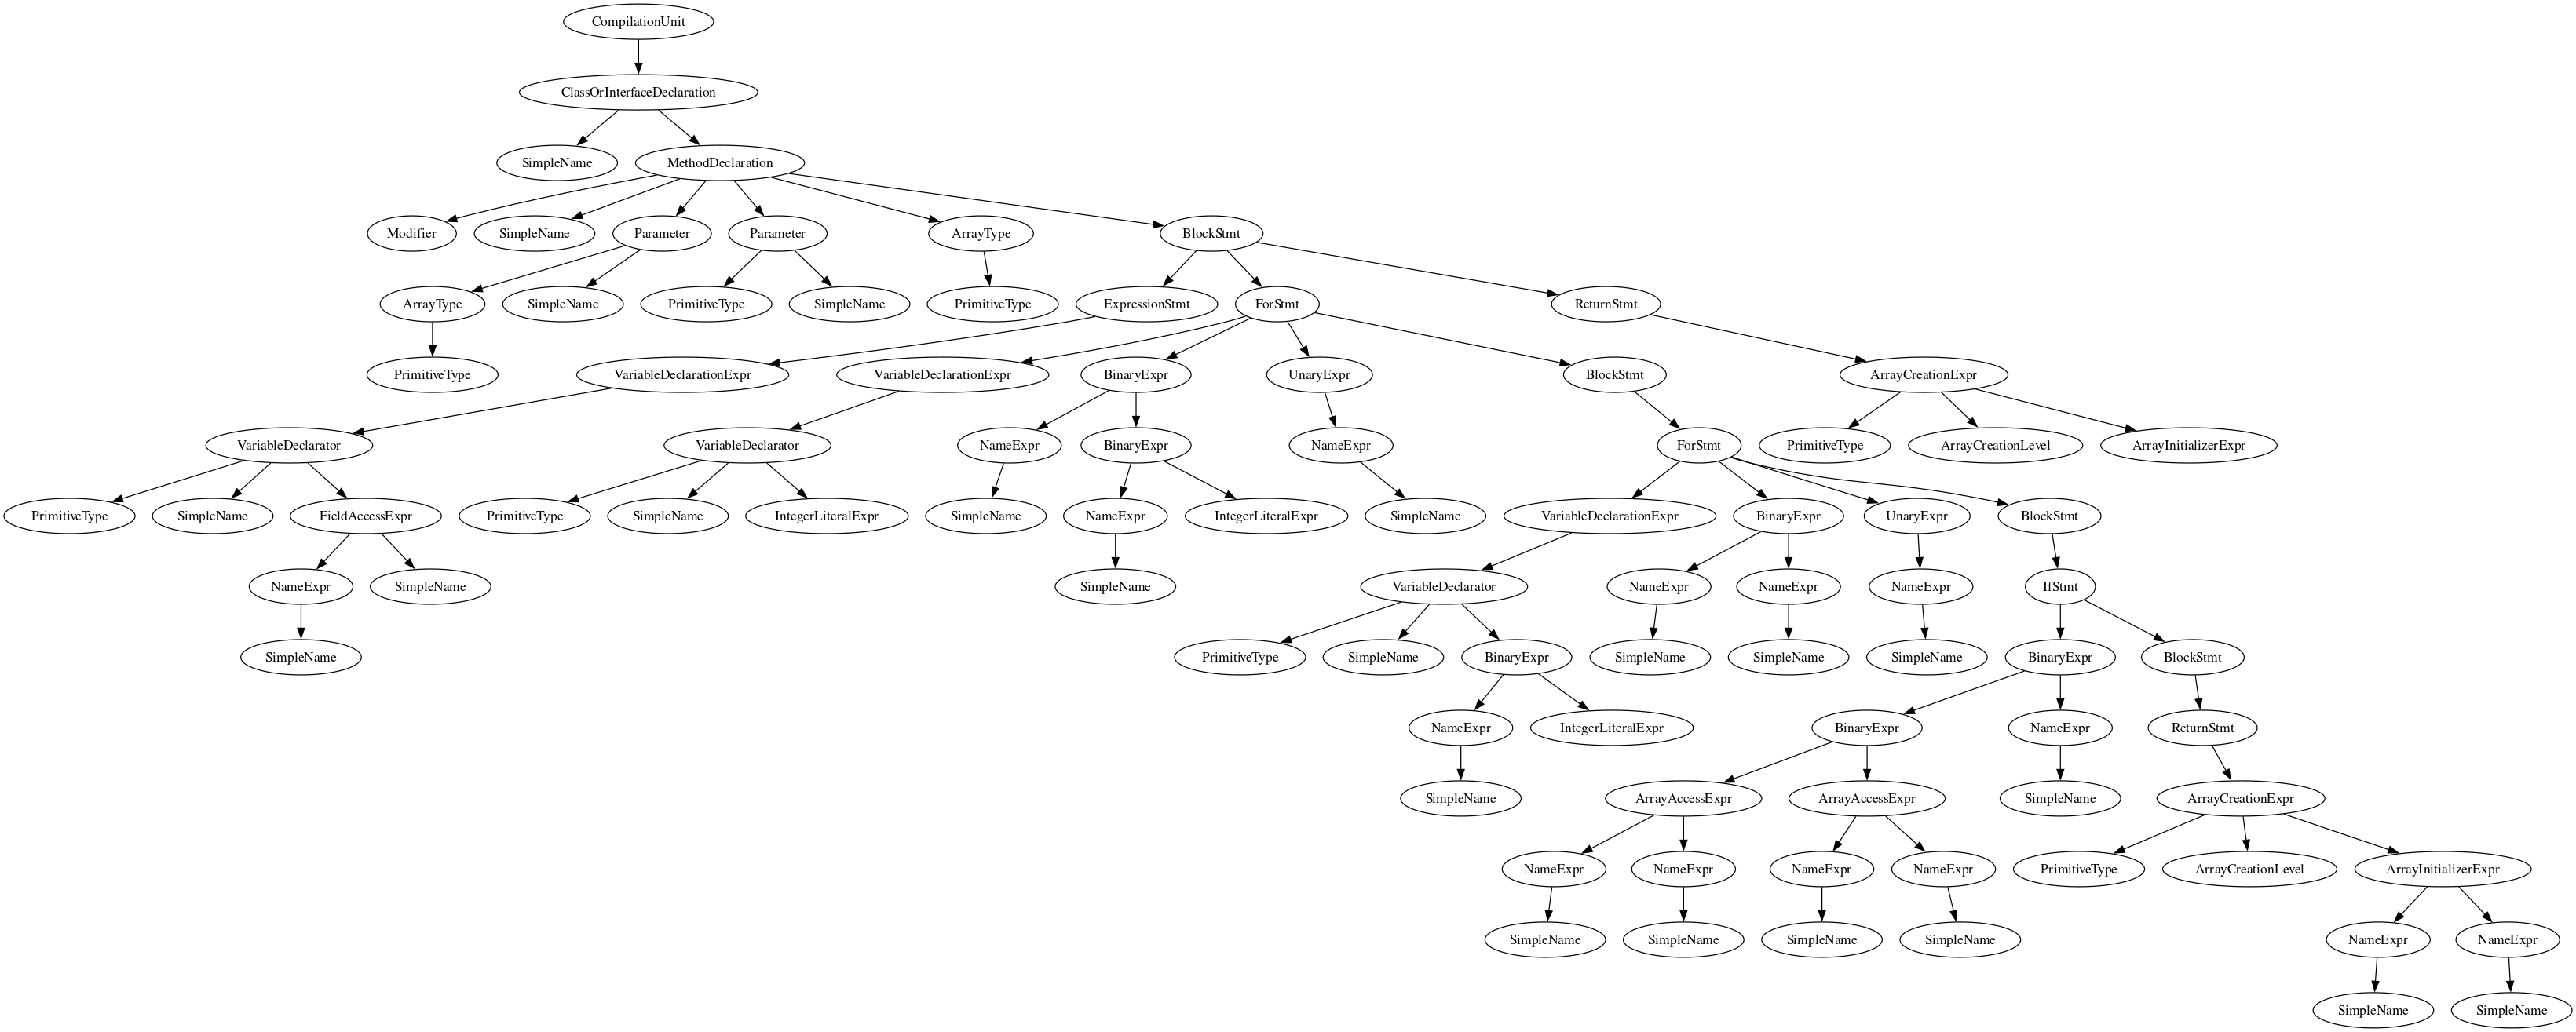 CompilationUnit
ClassOrInterfaceDeclaration
SimpleName MethodDeclaration
Modifier SimpleName Parameter Parameter ArrayType BlockStmt
ArrayType SimpleName PrimitiveType SimpleName PrimitiveType ExpressionStmt ForStmt ReturnStmt
PrimitiveType VariableDeclarationExpr VariableDeclarationExpr BinaryExpr UnaryExpr BlockStmt ArrayCreationExpr
VariableDeclarator VariableDeclarator NameExpr BinaryExpr NameExpr ForStmt PrimitiveType ArrayCreationLevel ArrayInitializerExpr
PrimitiveType SimpleName FieldAccessExpr PrimitiveType SimpleName IntegerLiteralExpr SimpleName NameExpr IntegerLiteralExpr SimpleName VariableDeclarationExpr BinaryExpr UnaryExpr BlockStmt
NameExpr SimpleName SimpleName VariableDeclarator NameExpr NameExpr NameExpr IfStmt
SimpleName PrimitiveType SimpleName BinaryExpr SimpleName SimpleName SimpleName BinaryExpr BlockStmt
NameExpr IntegerLiteralExpr BinaryExpr NameExpr ReturnStmt
SimpleName ArrayAccessExpr ArrayAccessExpr SimpleName ArrayCreationExpr
NameExpr NameExpr NameExpr NameExpr PrimitiveType ArrayCreationLevel ArrayInitializerExpr
SimpleName SimpleName SimpleName SimpleName NameExpr NameExpr
SimpleName SimpleName